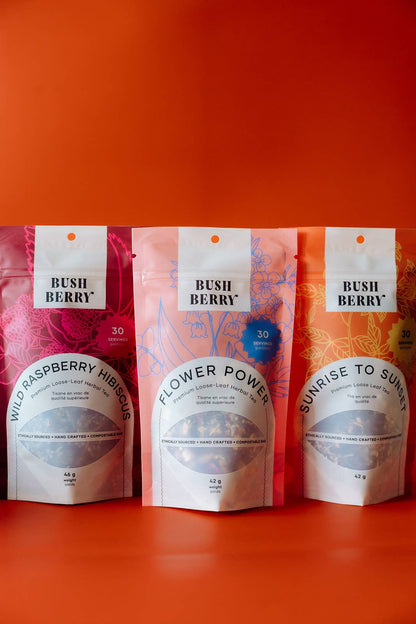 BUSH
BERRY
30
SERVINGS
WILD RASPBERRY HIBISCUS
Premium Loose-Leaf Herbal Tea
Tisane en vrac de
qualité supérieure
ETHICALLY SOURCED • HAND CRAFTED • COMPOSTABLE BAG
46 g
weight
poids
BUSH
BERRY
30
SERVINGS
FLOWER POWER
Premium Loose-Leaf Herbal Tea
Tisane en vrac de
qualité supérieure
ETHICALLY SOURCED • HAND CRAFTED • COMPOSTABLE BAG
42 g
weight
poids
BUSH
BERRY
30
SERVINGS
SUNRISE TO SUNSET
Premium Loose-Leaf Tea
Tisane en vrac de
qualité supérieure
ETHICALLY SOURCED • HAND CRAFTED • COMPOSTABLE BAG
42 g